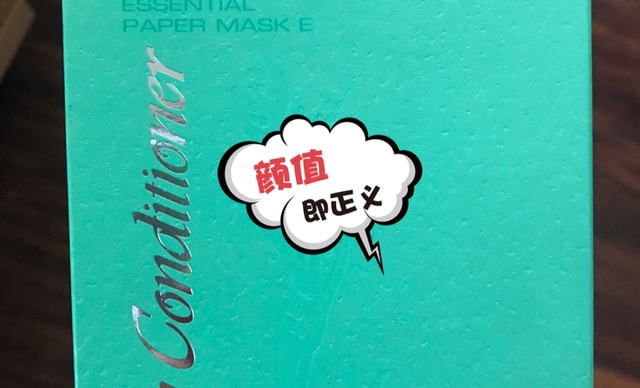 ESSENTIAL
PAPER MASK E
Conditioner
颜值
即正义